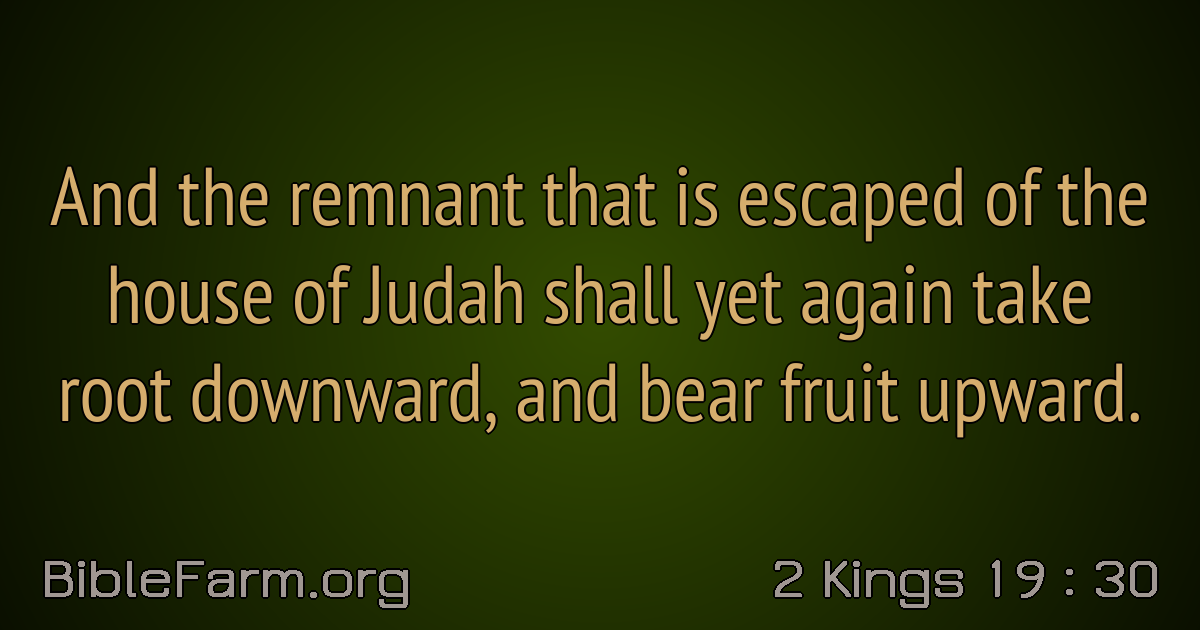 And the remnant that is escaped of the
house of Judah shall yet again take
root downward, and bear fruit upward.
BibleFarm.org
2 Kings 19 : 30